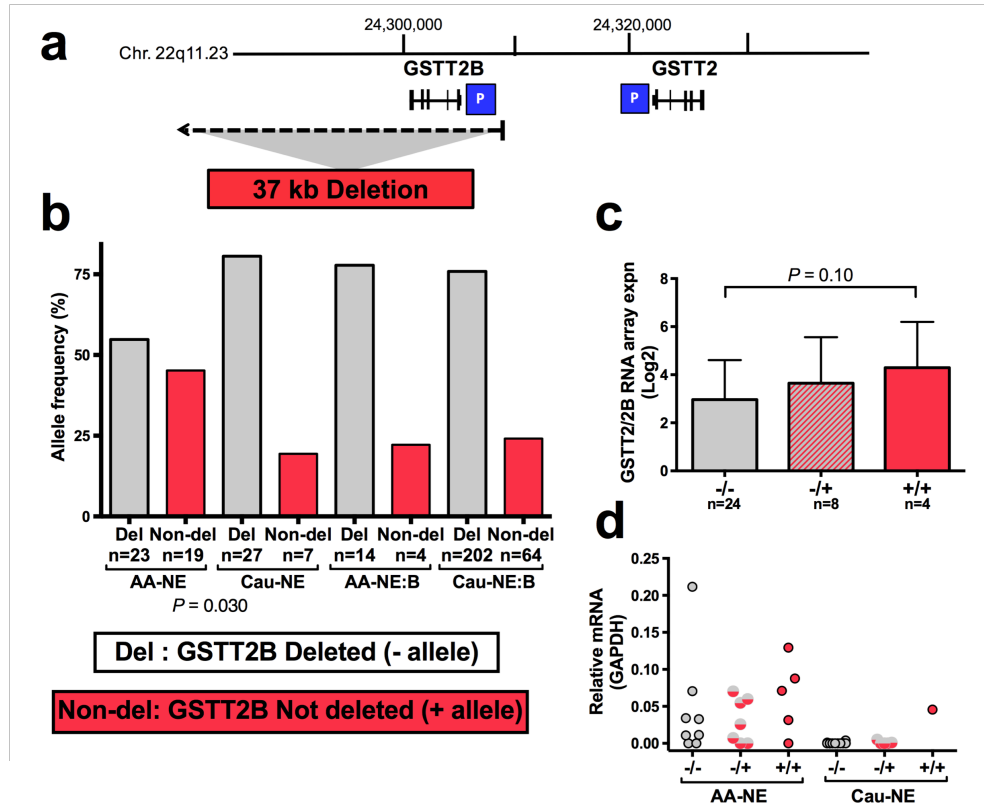 a
24,300,000
24,320,000
Chr. 22q11.23
GSTT2B
GSTT2
P
P
37 kb Deletion
b
Allele frequency (%)
75
50
25
0
Del Non-del Del Non-del Del Non-del Del Non-del
n=23 n=19 n=27 n=7 n=14 n=4 n=202 n=64
AA-NE Cau-NE AA-NE:B Cau-NE:B
P = 0.030
Del : GSTT2B Deleted (- allele)
Non-del: GSTT2B Not deleted (+ allele)
c
GSTT2/2B RNA array expn
(Log2)
P = 0.10
8
6
4
2
0
-/- -/+ +/+
n=24 n=8 n=4
d
Relative mRNA
(GAPDH)
0.25
0.20
0.15
0.10
0.05
0.00
-/- -/+ +/+ -/- -/+ +/+
AA-NE Cau-NE